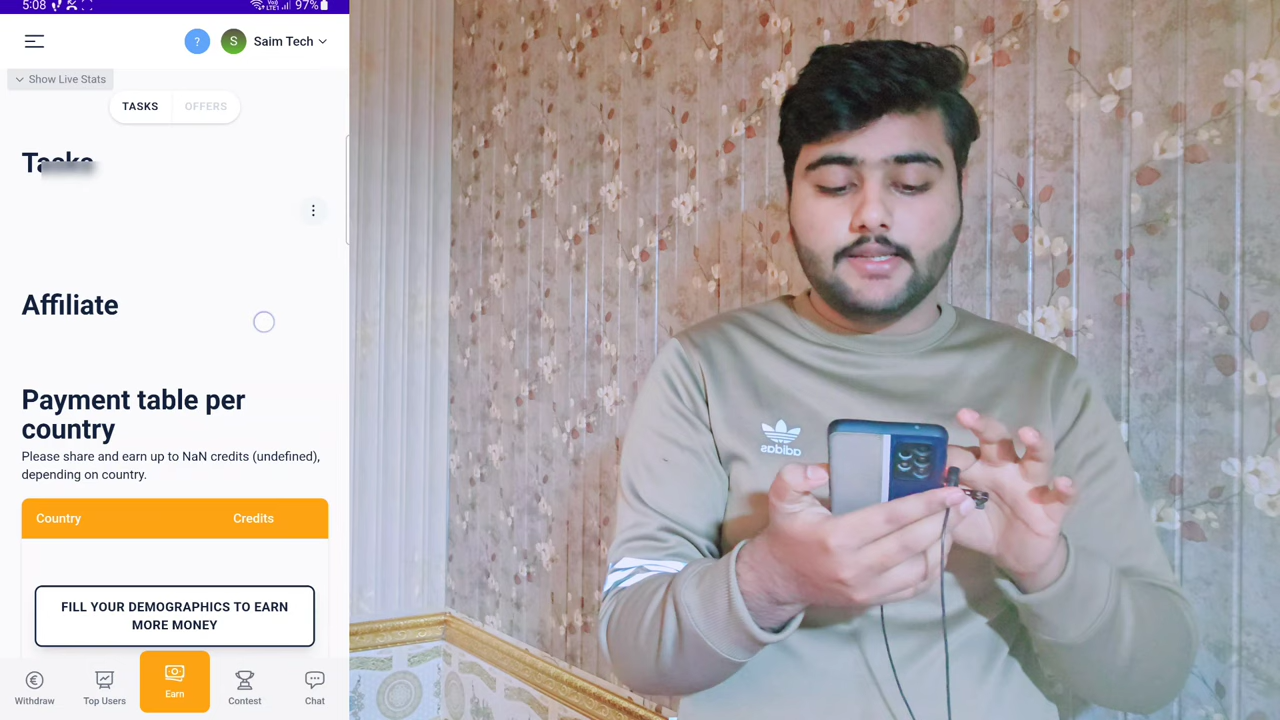 5:08
Vo)
LTE1
97%
?
S
Saim Tech
Show Live Stats
TASKS
OFFERS
Tasks
Affiliate
Payment table per
country
Please share and earn up to NaN credits (undefined),
depending on country.
Country
Credits
FILL YOUR DEMOGRAPHICS TO EARN
MORE MONEY
Withdraw
Top Users
Earn
Contest
Chat
adidas